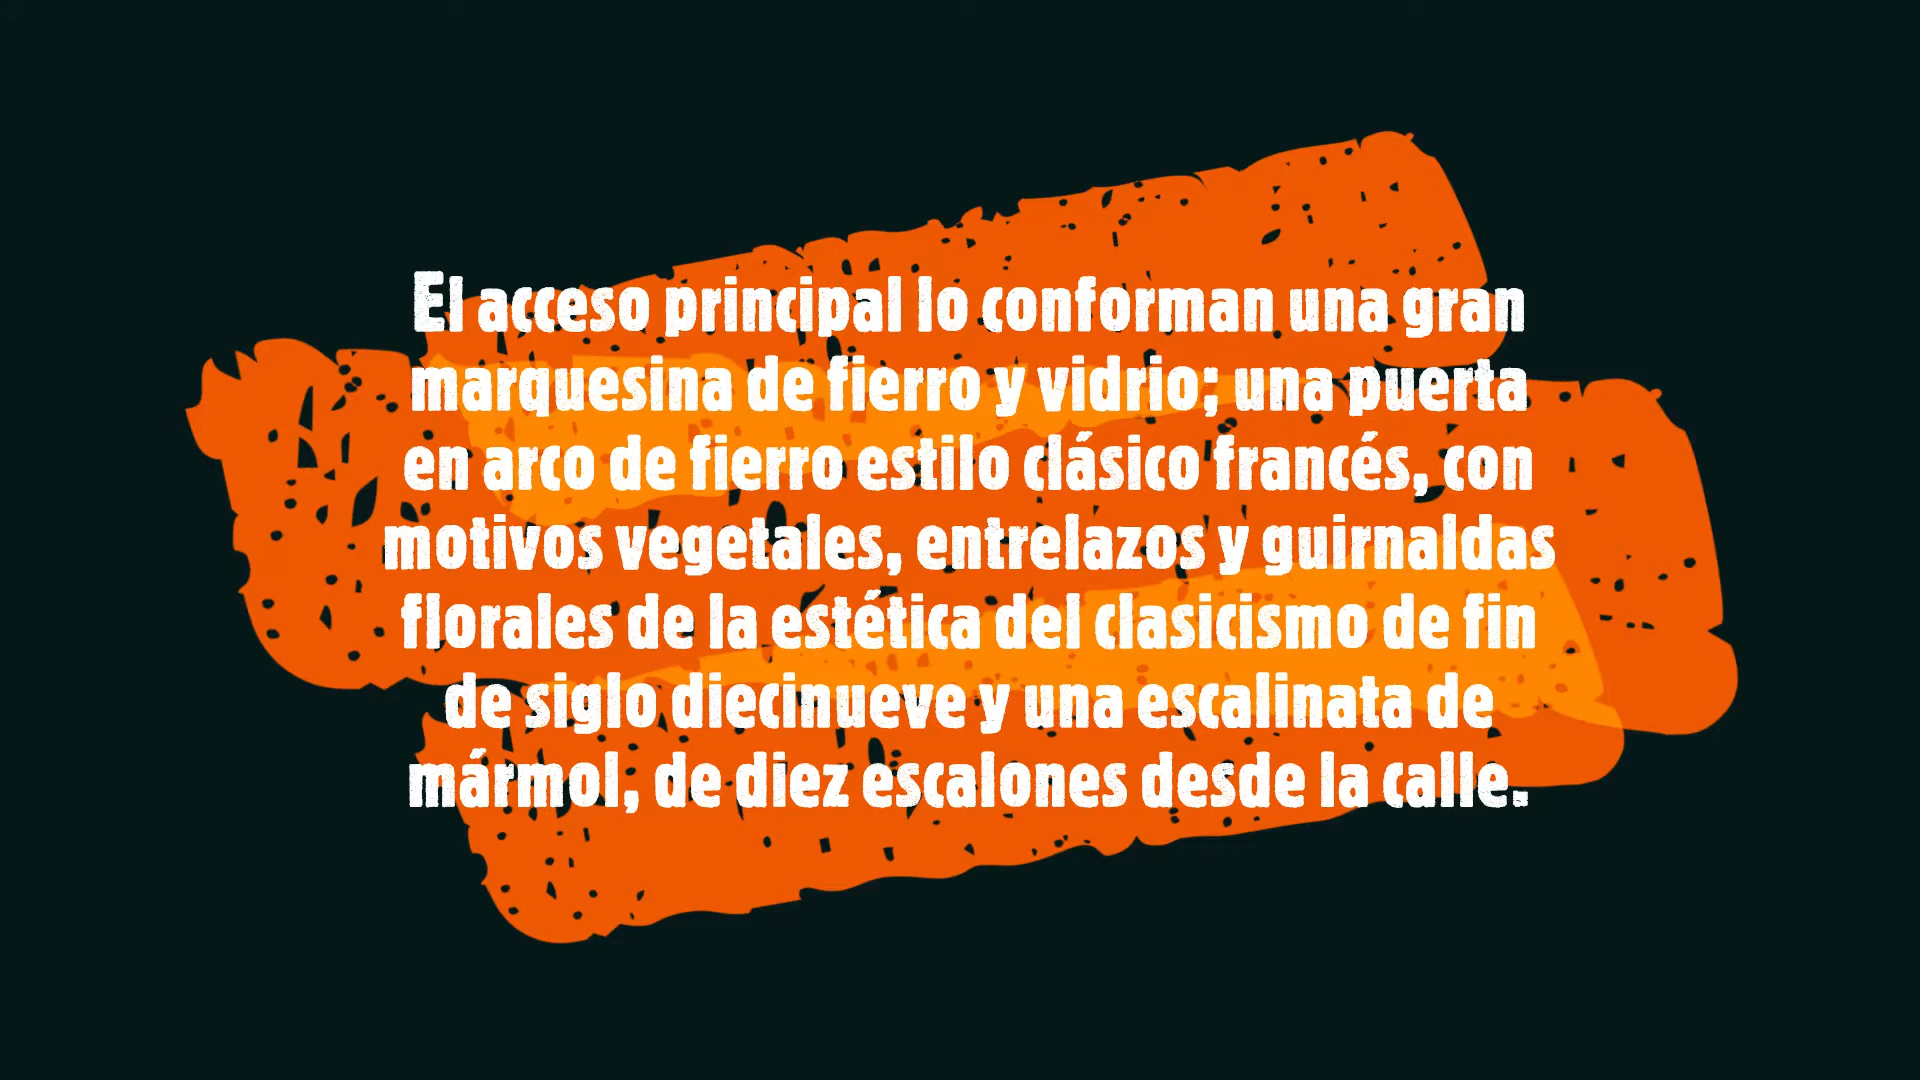 El acceso principal lo conforman una gran
marquesina de fierro y vidrio; una puerta
en arco de fierro estilo clásico francés, con
motivos vegetales, entrelazos y guirnaldas
florales de la estética del clasicismo de fin
de siglo diecinueve y una escalinata de
mármol, de diez escalones desde la calle.